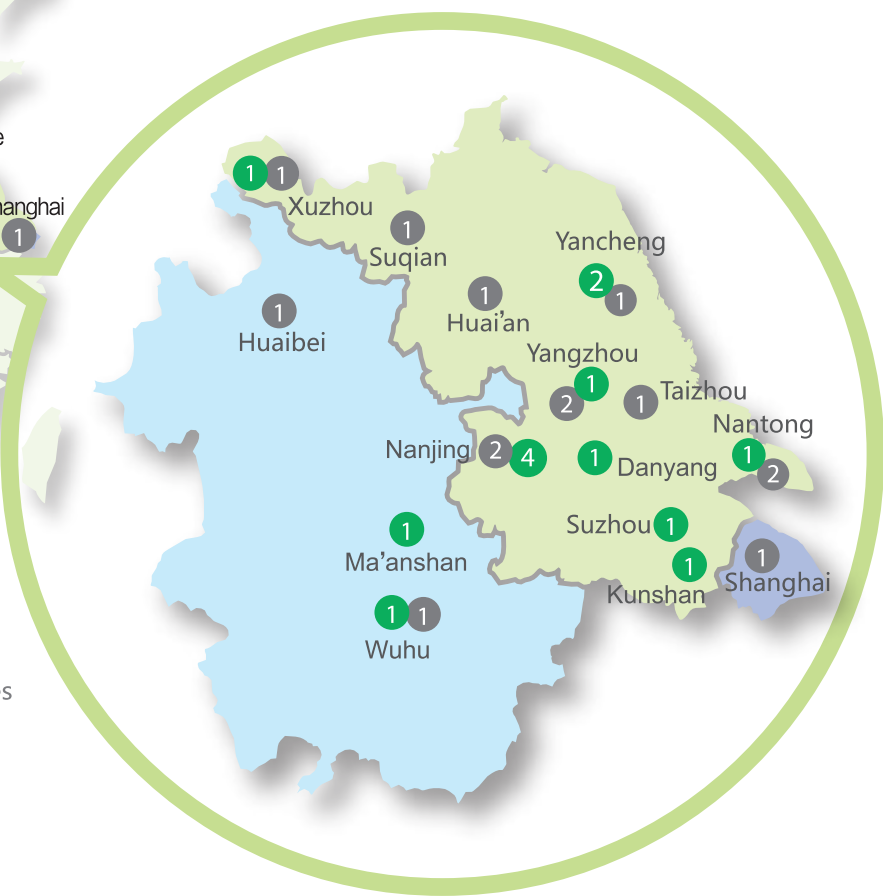 hanghai
1
1 1
Xuzhou
1
Suqian
Yancheng
2 1
1
Huai'an
1
Huaibei
Yangzhou
1
2
1 Taizhou
Nantong
1
2
Nanjing 2 4
1 Danyang
Suzhou 1
1
Kunshan
1
Shanghai
1
Ma'anshan
1 1
Wuhu